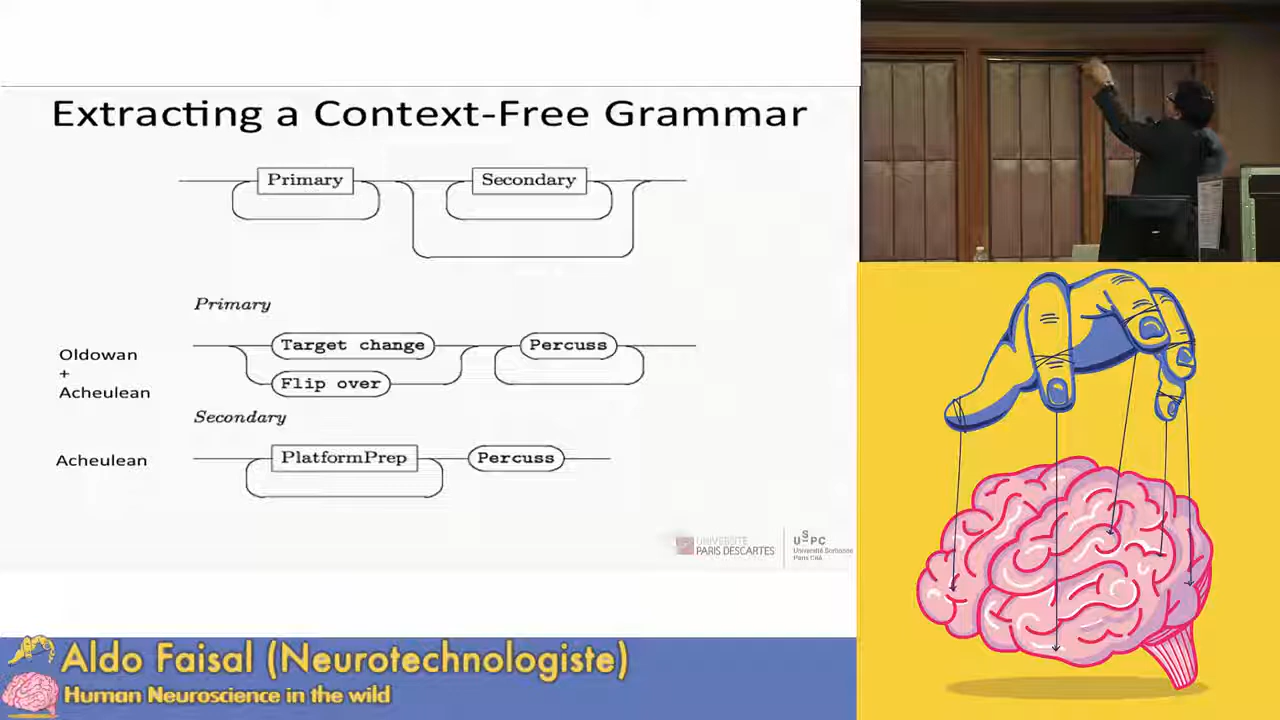 Extracting a Context-Free Grammar
Primary
Secondary
Primary
Oldowan
+
Acheulean
Target change
Percuss
Flip over
Secondary
Acheulean
PlatformPrep
Percuss
UNIVERSITÉ
PARIS DESCARTES
USPC
Université Sorbonne
Paris Cité
Aldo Faisal (Neurotechnologiste)
Human Neuroscience in the wild